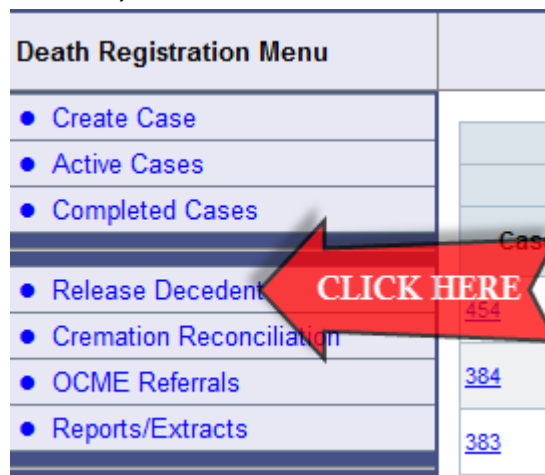 Death Registration Menu
Create Case
Active Cases
Completed Cases
Cas
Release Decedent
CLICK HERE
454
Cremation Reconciliation
OCME Referrals
384
Reports/Extracts
383